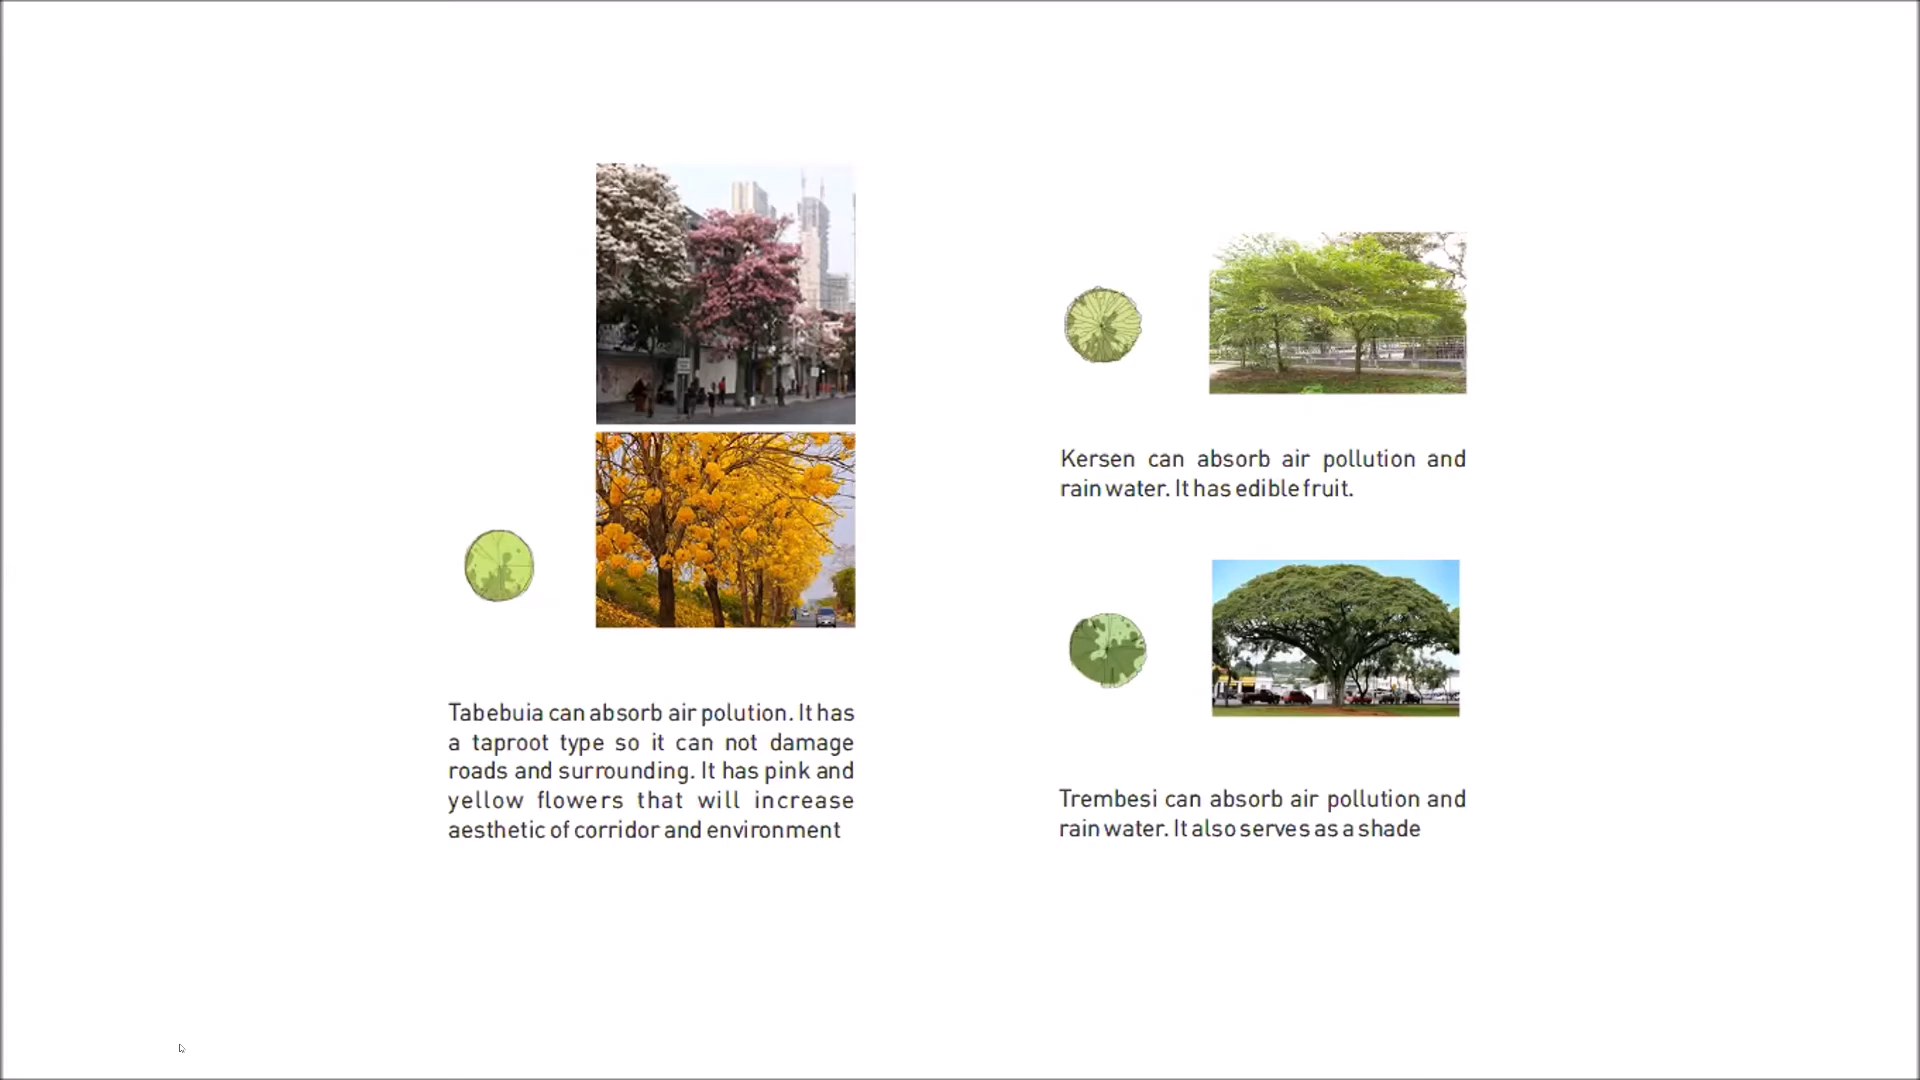 Tabebuia can absorb air polution. It has
a taproot type so it can not damage
roads and surrounding. It has pink and
yellow flowers that will increase
aesthetic of corridor and environment
Kersen can absorb air pollution and
rain water. It has edible fruit.
Trembesi can absorb air pollution and
rain water. It also serves as a shade